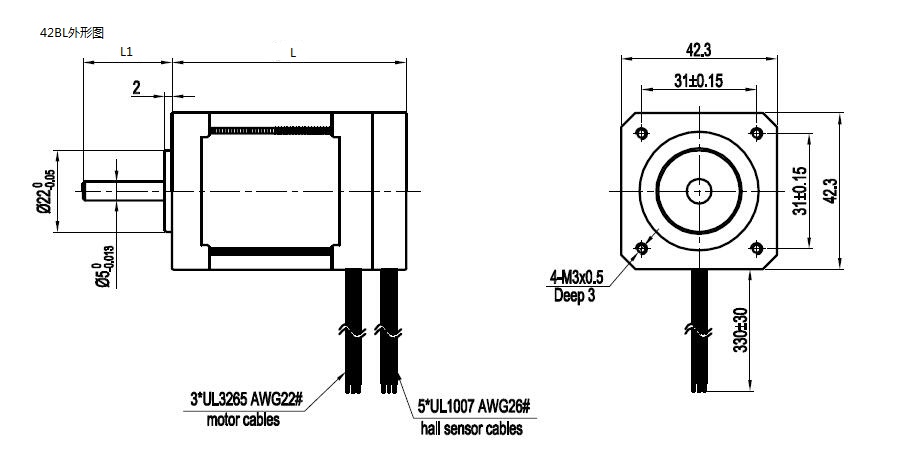 42BL外形图
L1
L
2
Ø22 0 -0.05
Ø5 0 -0.013
3*UL3265 AWG22#
motor cables
5*UL1007 AWG26#
hall sensor cables
42.3
31±0.15
31±0.15
42.3
4-M3x0.5
Deep 3
330±30